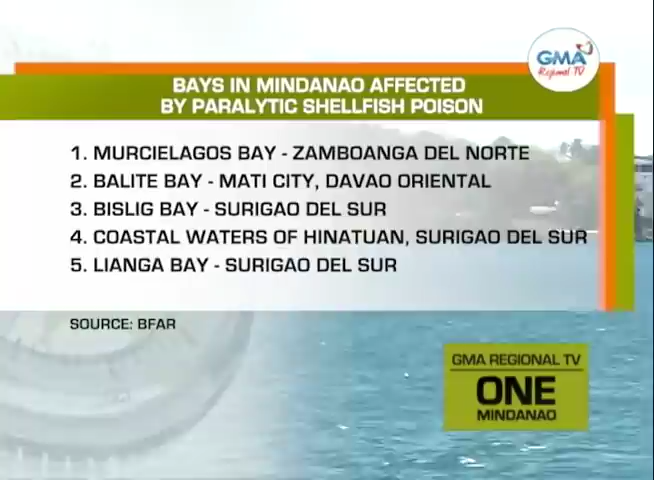 GMA
Regional TV
BAYS IN MINDANAO AFFECTED
BY PARALYTIC SHELLFISH POISON
1. MURCIELAGOS BAY - ZAMBOANGA DEL NORTE
2. BALITE BAY - MATI CITY, DAVAO ORIENTAL
3. BISLIG BAY - SURIGAO DEL SUR
4. COASTAL WATERS OF HINATUAN, SURIGAO DEL SUR
5. LIANGA BAY - SURIGAO DEL SUR
SOURCE: BFAR
GMA REGIONAL TV
ONE
MINDANAO